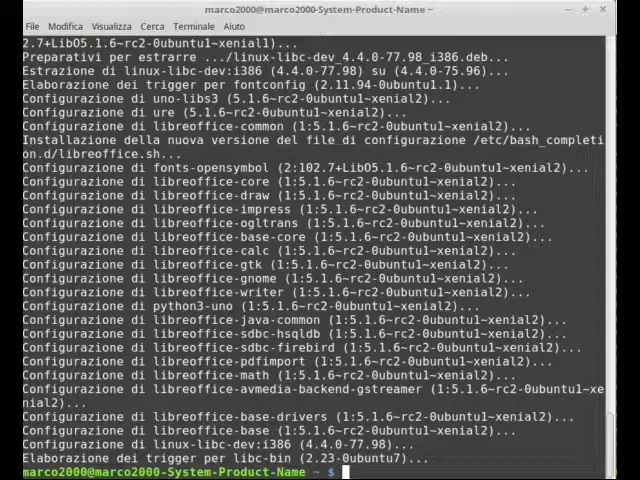 marco2000@marco2000-System-Product-Name ~
File Modifica Visualizza Cerca Terminale Aiuto
2.7+LibO5.1.6~rc2-0ubuntu1~xenial1)...
Preparativi per estrarre .../linux-libc-dev_4.4.0-77.98_i386.deb...
Estrazione di linux-libc-dev:i386 (4.4.0-77.98) su (4.4.0-75.96)...
Elaborazione dei trigger per fontconfig (2.11.94-0ubuntu1.1)...
Configurazione di uno-libs3 (5.1.6~rc2-0ubuntu1~xenial2)...
Configurazione di ure (5.1.6~rc2-0ubuntu1~xenial2)...
Configurazione di libreoffice-common (1:5.1.6~rc2-0ubuntu1~xenial2)...
Installazione della nuova versione del file di configurazione /etc/bash_completi
on.d/libreoffice.sh...
Configurazione di fonts-opensymbol (2:102.7+LibO5.1.6~rc2-0ubuntu1~xenial2)...
Configurazione di libreoffice-core (1:5.1.6~rc2-0ubuntu1~xenial2)...
Configurazione di libreoffice-draw (1:5.1.6~rc2-0ubuntu1~xenial2)...
Configurazione di libreoffice-impress (1:5.1.6~rc2-0ubuntu1~xenial2)...
Configurazione di libreoffice-ogltrans (1:5.1.6~rc2-0ubuntu1~xenial2)...
Configurazione di libreoffice-base-core (1:5.1.6~rc2-0ubuntu1~xenial2)...
Configurazione di libreoffice-calc (1:5.1.6~rc2-0ubuntu1~xenial2)...
Configurazione di libreoffice-gtk (1:5.1.6~rc2-0ubuntu1~xenial2)...
Configurazione di libreoffice-gnome (1:5.1.6~rc2-0ubuntu1~xenial2)...
Configurazione di libreoffice-writer (1:5.1.6~rc2-0ubuntu1~xenial2)...
Configurazione di python3-uno (1:5.1.6~rc2-0ubuntu1~xenial2)...
Configurazione di libreoffice-java-common (1:5.1.6~rc2-0ubuntu1~xenial2)...
Configurazione di libreoffice-sdbc-hsqldb (1:5.1.6~rc2-0ubuntu1~xenial2)...
Configurazione di libreoffice-sdbc-firebird (1:5.1.6~rc2-0ubuntu1~xenial2)...
Configurazione di libreoffice-pdfimport (1:5.1.6~rc2-0ubuntu1~xenial2)...
Configurazione di libreoffice-math (1:5.1.6~rc2-0ubuntu1~xenial2)...
Configurazione di libreoffice-avmedia-backend-gstreamer (1:5.1.6~rc2-0ubuntu1~xe
nial2)...
Configurazione di libreoffice-base-drivers (1:5.1.6~rc2-0ubuntu1~xenial2)...
Configurazione di libreoffice-base (1:5.1.6~rc2-0ubuntu1~xenial2)...
Configurazione di linux-libc-dev:i386 (4.4.0-77.98)...
Elaborazione dei trigger per libc-bin (2.23-0ubuntu7)...
marco2000@marco2000-System-Product-Name ~ $